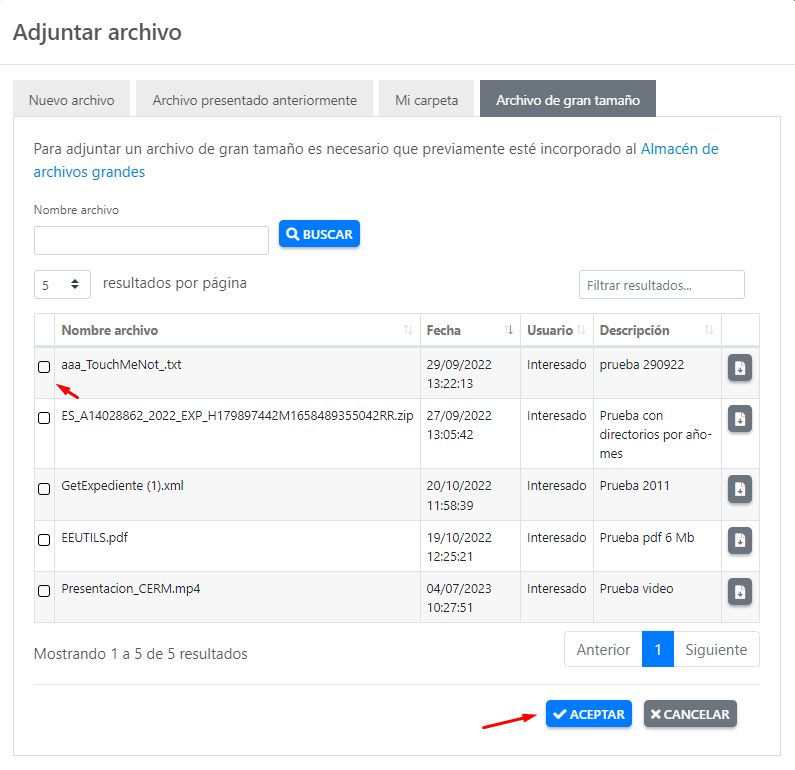 Adjuntar archivo
Nuevo archivo
Archivo presentado anteriormente
Mi carpeta
Archivo de gran tamaño
Para adjuntar un archivo de gran tamaño es necesario que previamente esté incorporado al Almacén de
archivos grandes
Nombre archivo
BUSCAR
5 resultados por página
Filtrar resultados...
Nombre archivo Fecha Usuario Descripción
aaa_TouchMeNot_.txt 29/09/2022 Interesado prueba 290922
13:22:13
ES_A14028862_2022_EXP_H179897442M1658489355042RR.zip 27/09/2022 Interesado Prueba con
13:05:42 directorios por año-
mes
GetExpediente (1).xml 20/10/2022 Interesado Prueba 2011
11:58:39
EEUTILS.pdf 19/10/2022 Interesado Prueba pdf 6 Mb
12:25:21
Presentacion_CERM.mp4 04/07/2023 Interesado Prueba video
10:27:51
Mostrando 1 a 5 de 5 resultados
Anterior 1 Siguiente
ACEPTAR
CANCELAR